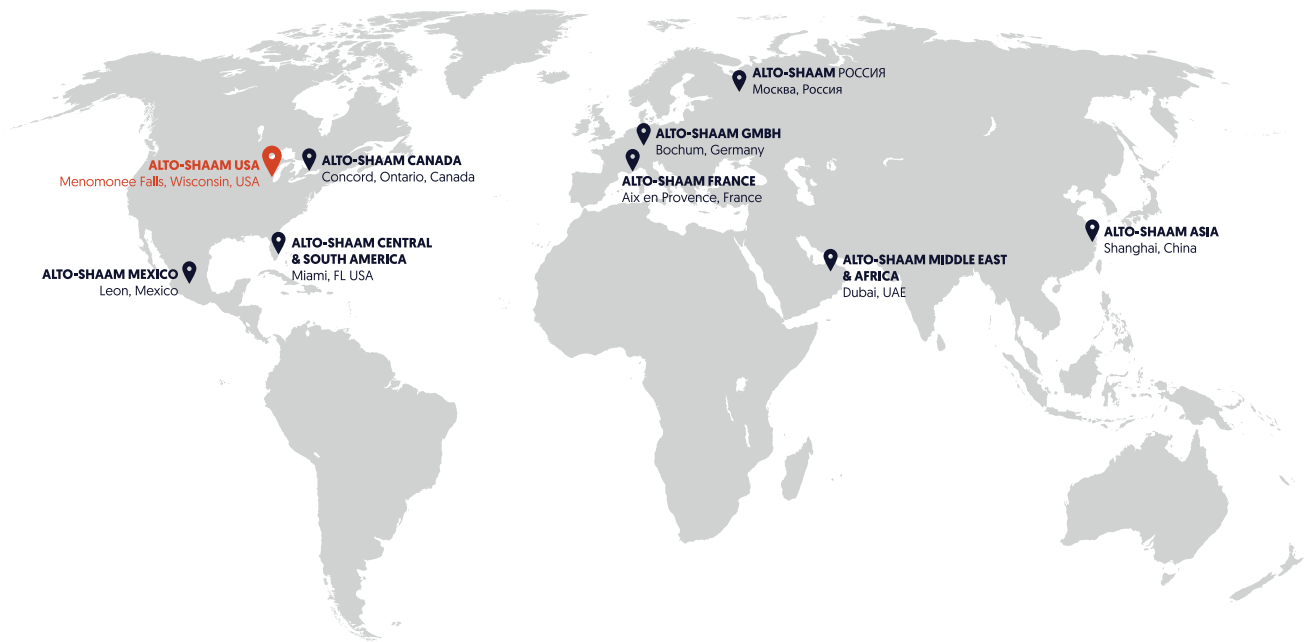 ALTO-SHAAM РОССИЯ
Москва, Россия
ALTO-SHAAM GMBH
Bochum, Germany
ALTO-SHAAM USA
Menomonee Falls, Wisconsin, USA
ALTO-SHAAM CANADA
Concord, Ontario, Canada
ALTO-SHAAM FRANCE
Aix en Provence, France
ALTO-SHAAM ASIA
Shanghai, China
ALTO-SHAAM CENTRAL
& SOUTH AMERICA
Miami, FL USA
ALTO-SHAAM MIDDLE EAST
& AFRICA
Dubai, UAE
ALTO-SHAAM MEXICO
Leon, Mexico